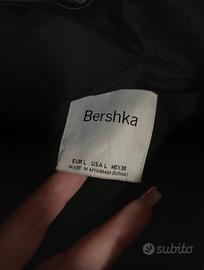 Bershka
EUR L USA L MEX 30
MADE IN MYANMAR (BURMA)
subito